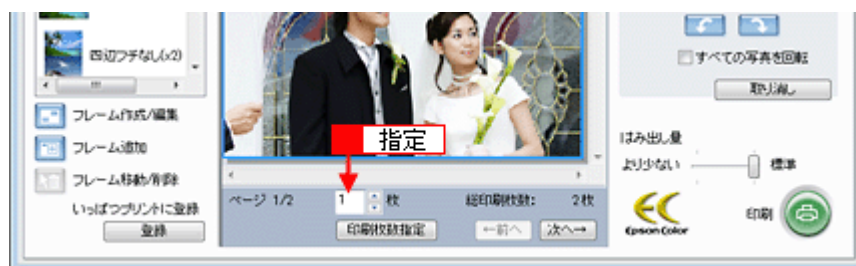 四辺フチなし(x2)
フレーム作成/編集
フレーム追加
フレーム移動/削除
いっぱつプリントに登録
登録
指定
ページ 1/2
1
枚
総印刷枚数:
2枚
印刷枚数指定
←前へ
次へ→
すべての写真を回転
取り消し
はみ出し量
より少ない
標準
Epson Color
印刷